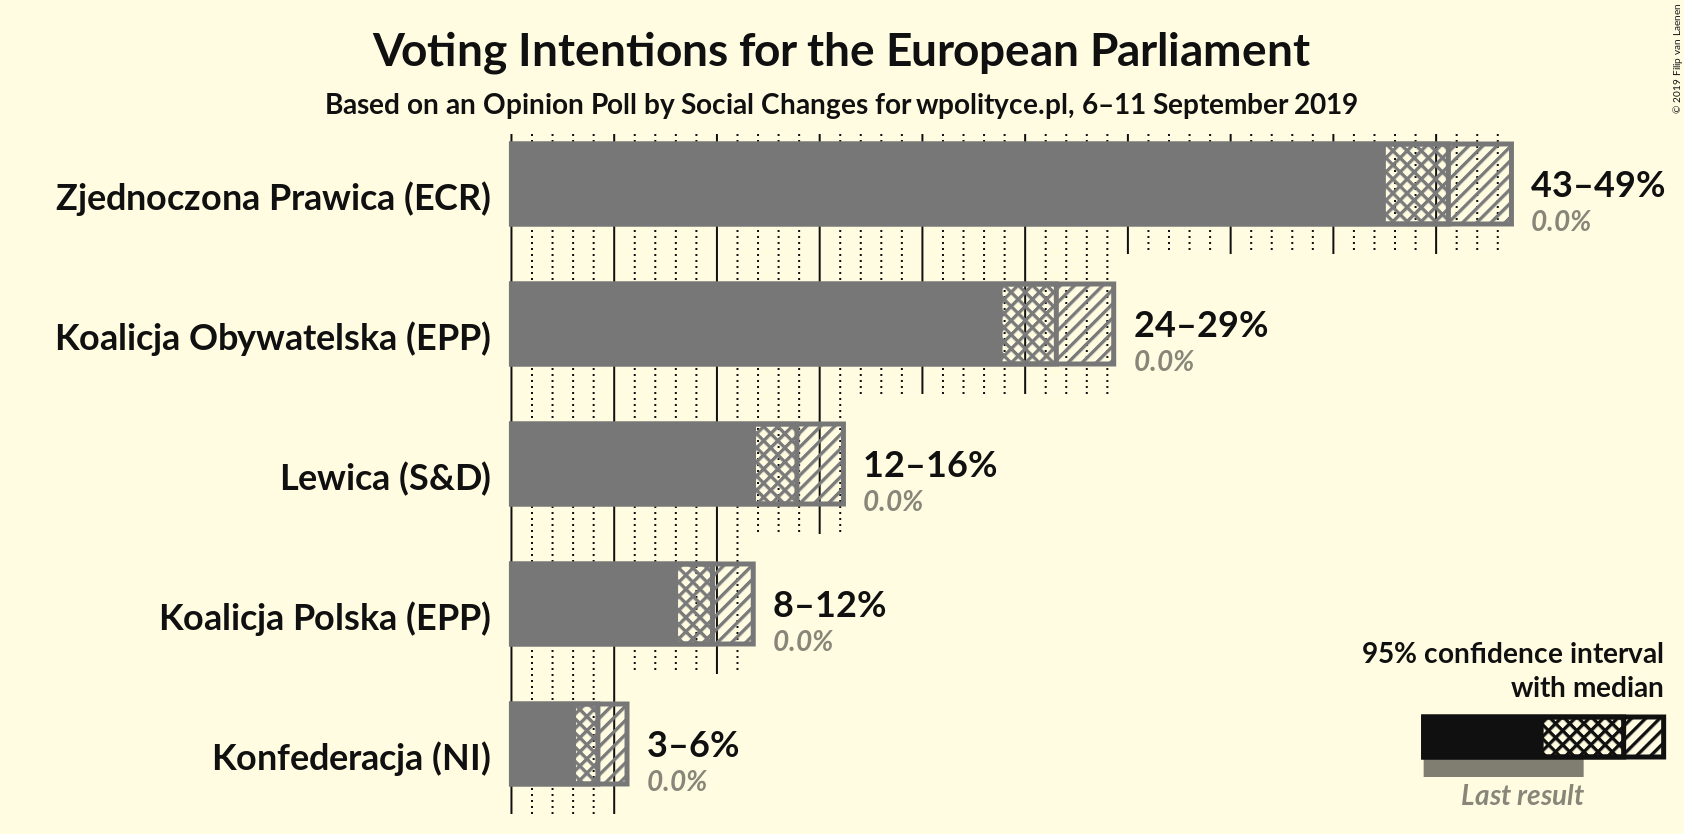 Voting Intentions for the European Parliament
Based on an Opinion Poll by Social Changes for wpolityce.pl, 6–11 September 2019
© 2019 Filip van Laenen
Zjednoczona Prawica (ECR)
43–49%
0.0%
Koalicja Obywatelska (EPP)
24–29%
0.0%
Lewica (S&D)
12–16%
0.0%
Koalicja Polska (EPP)
8–12%
0.0%
Konfederacja (NI)
3–6%
0.0%
95% confidence interval
with median
Last result